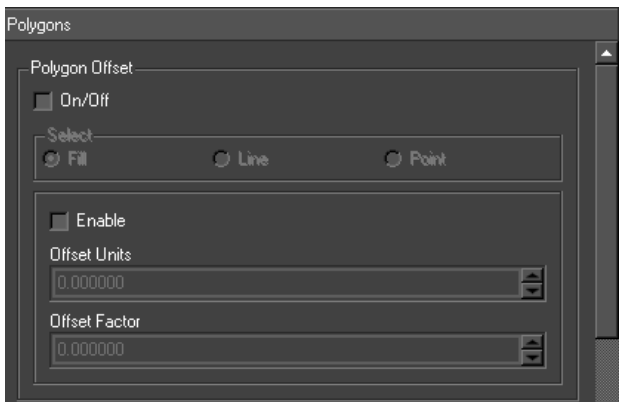 Polygons
Polygon Offset
On/Off
Select
Fill Line Point
Enable
Offset Units
0.000000
Offset Factor
0.000000